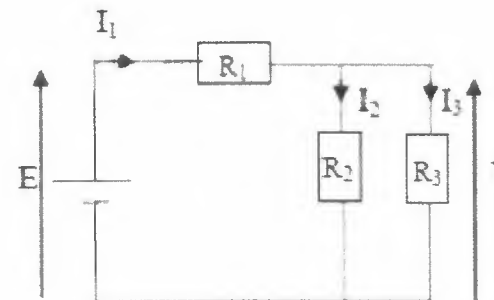 I₁
R₁
I₂ I₃
E R₂ R₃